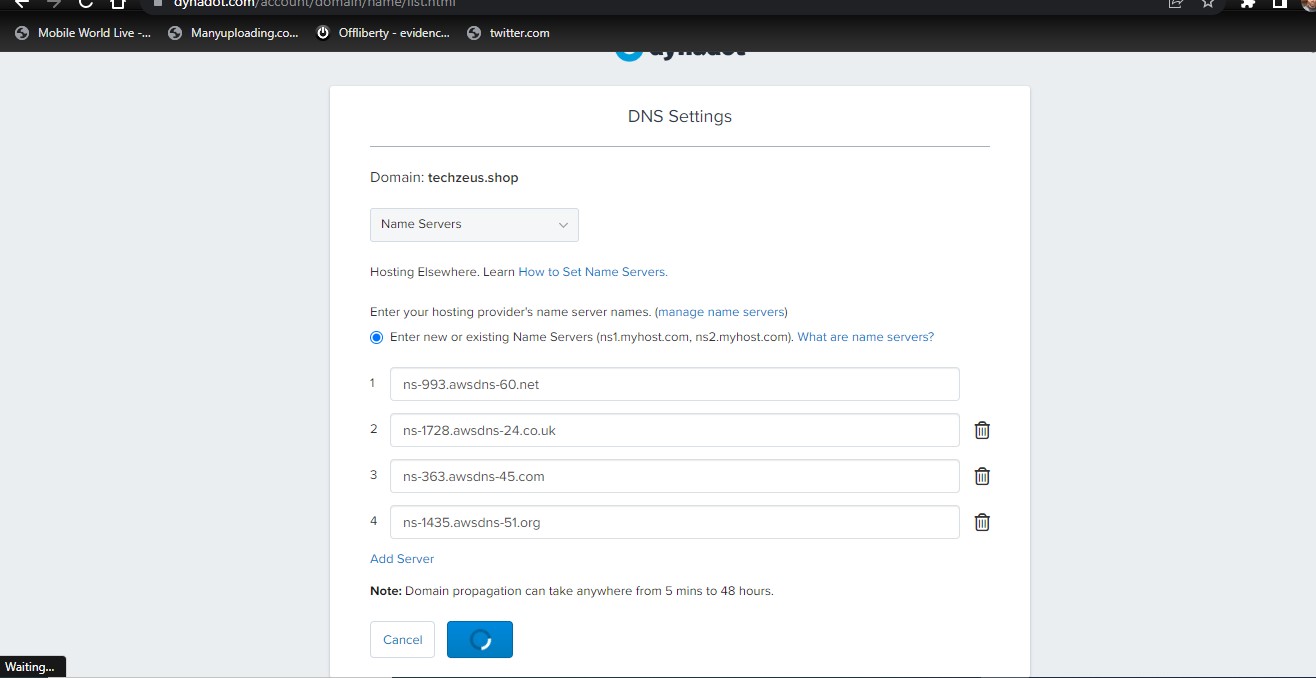 dynadot.com/account/domain/name/list.html
Mobile World Live -... Manyuploading.co... Offliberty - evidenc... twitter.com
dynadot
DNS Settings
Domain: techzeus.shop
Name Servers
Hosting Elsewhere. Learn How to Set Name Servers.
Enter your hosting provider's name server names. (manage name servers)
Enter new or existing Name Servers (ns1.myhost.com, ns2.myhost.com). What are name servers?
1 ns-993.awsdns-60.net
2 ns-1728.awsdns-24.co.uk
3 ns-363.awsdns-45.com
4 ns-1435.awsdns-51.org
Add Server
Note: Domain propagation can take anywhere from 5 mins to 48 hours.
Cancel
Waiting...